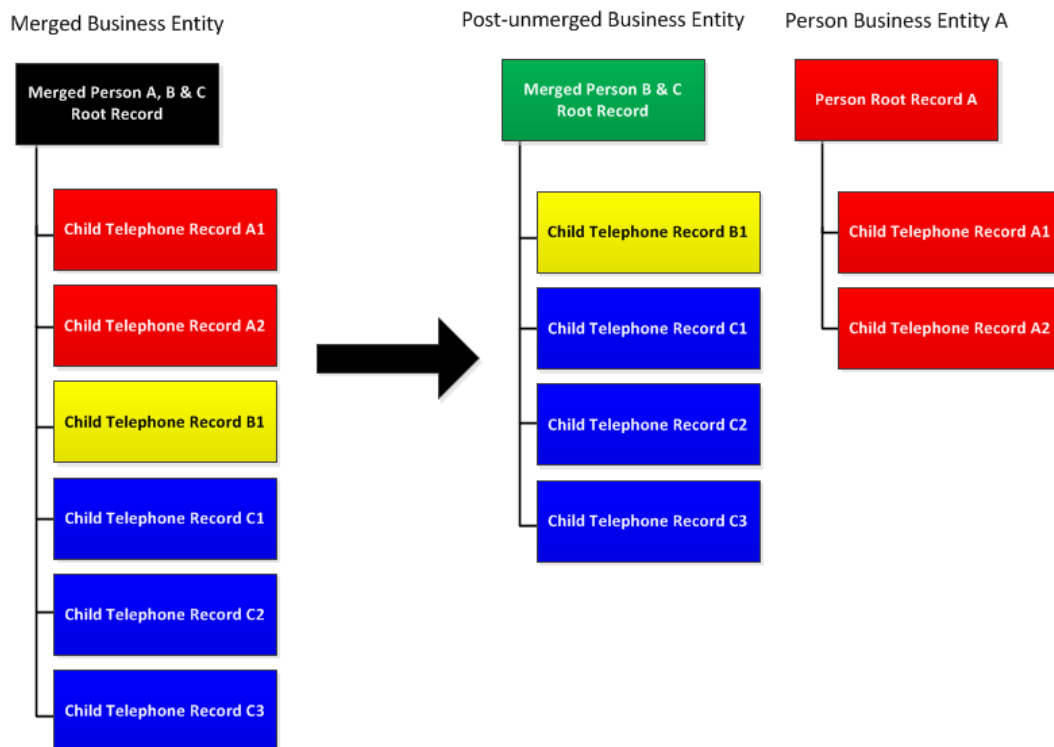 Merged Business Entity
Merged Person A, B & C
Root Record
Child Telephone Record A1
Child Telephone Record A2
Child Telephone Record B1
Child Telephone Record C1
Child Telephone Record C2
Child Telephone Record C3
Post-unmerged Business Entity
Merged Person B & C
Root Record
Child Telephone Record B1
Child Telephone Record C1
Child Telephone Record C2
Child Telephone Record C3
Person Business Entity A
Person Root Record A
Child Telephone Record A1
Child Telephone Record A2